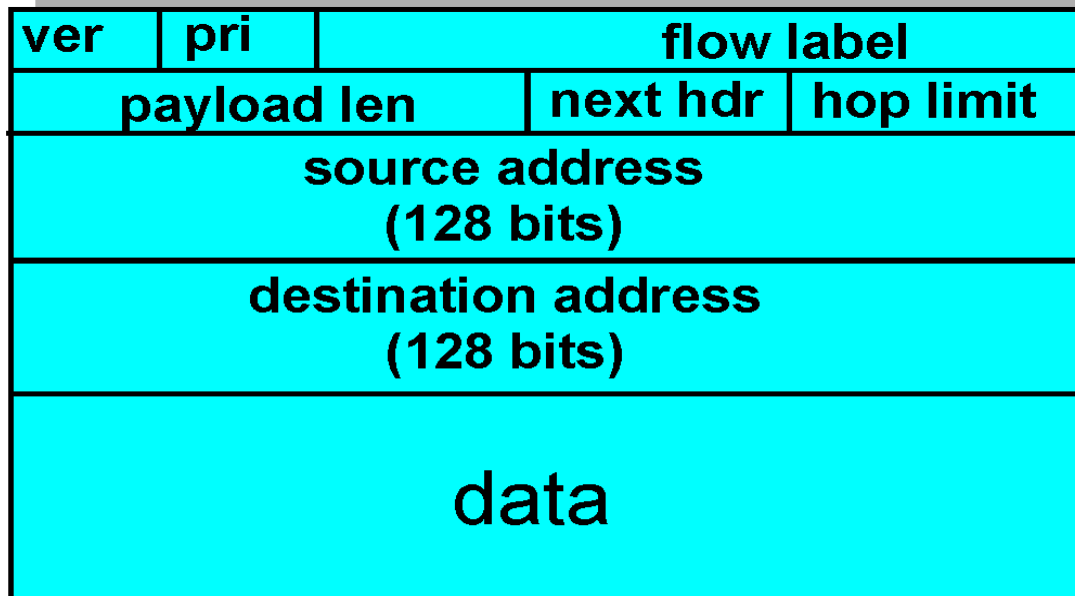 ver pri flow label
payload len next hdr hop limit
source address
(128 bits)
destination address
(128 bits)
data